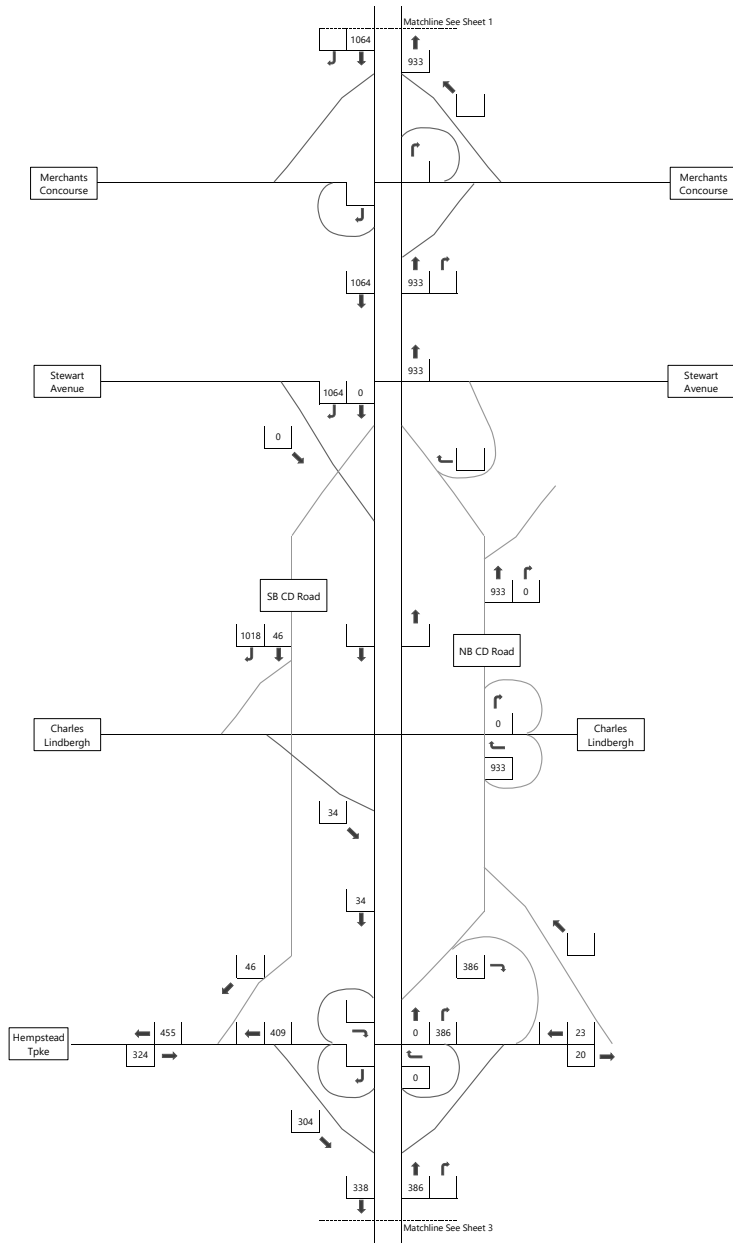 Matchline See Sheet 1
1064
933
Merchants
Concourse
Merchants
Concourse
1064
933
933
Stewart
Avenue
Stewart
Avenue
1064 0
0
933 0
SB CD Road
1018 46
NB CD Road
0
Charles
Lindbergh
Charles
Lindbergh
933
34
34
46
386
455
409
0 386
23
Hempstead
Tpke
324
20
0
304
338
386
Matchline See Sheet 3